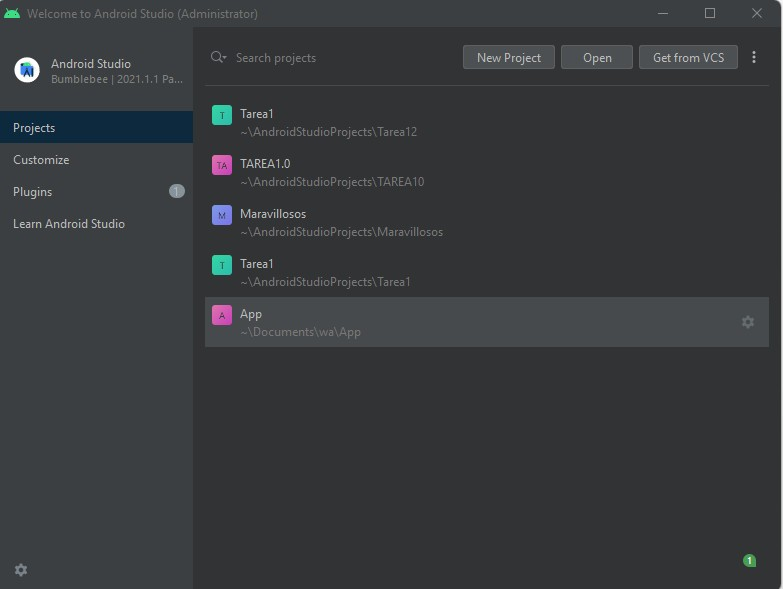 Welcome to Android Studio (Administrator)
Android Studio
Bumblebee | 2021.1.1 Pa...
Search projects
New Project
Open
Get from VCS
Projects
Customize
Plugins
1
Learn Android Studio
T
Tarea1
~\AndroidStudioProjects\Tarea12
TA
TAREA1.0
~\AndroidStudioProjects\TAREA10
M
Maravillosos
~\AndroidStudioProjects\Maravillosos
T
Tarea1
~\AndroidStudioProjects\Tarea1
A
App
~\Documents\wa\App
1